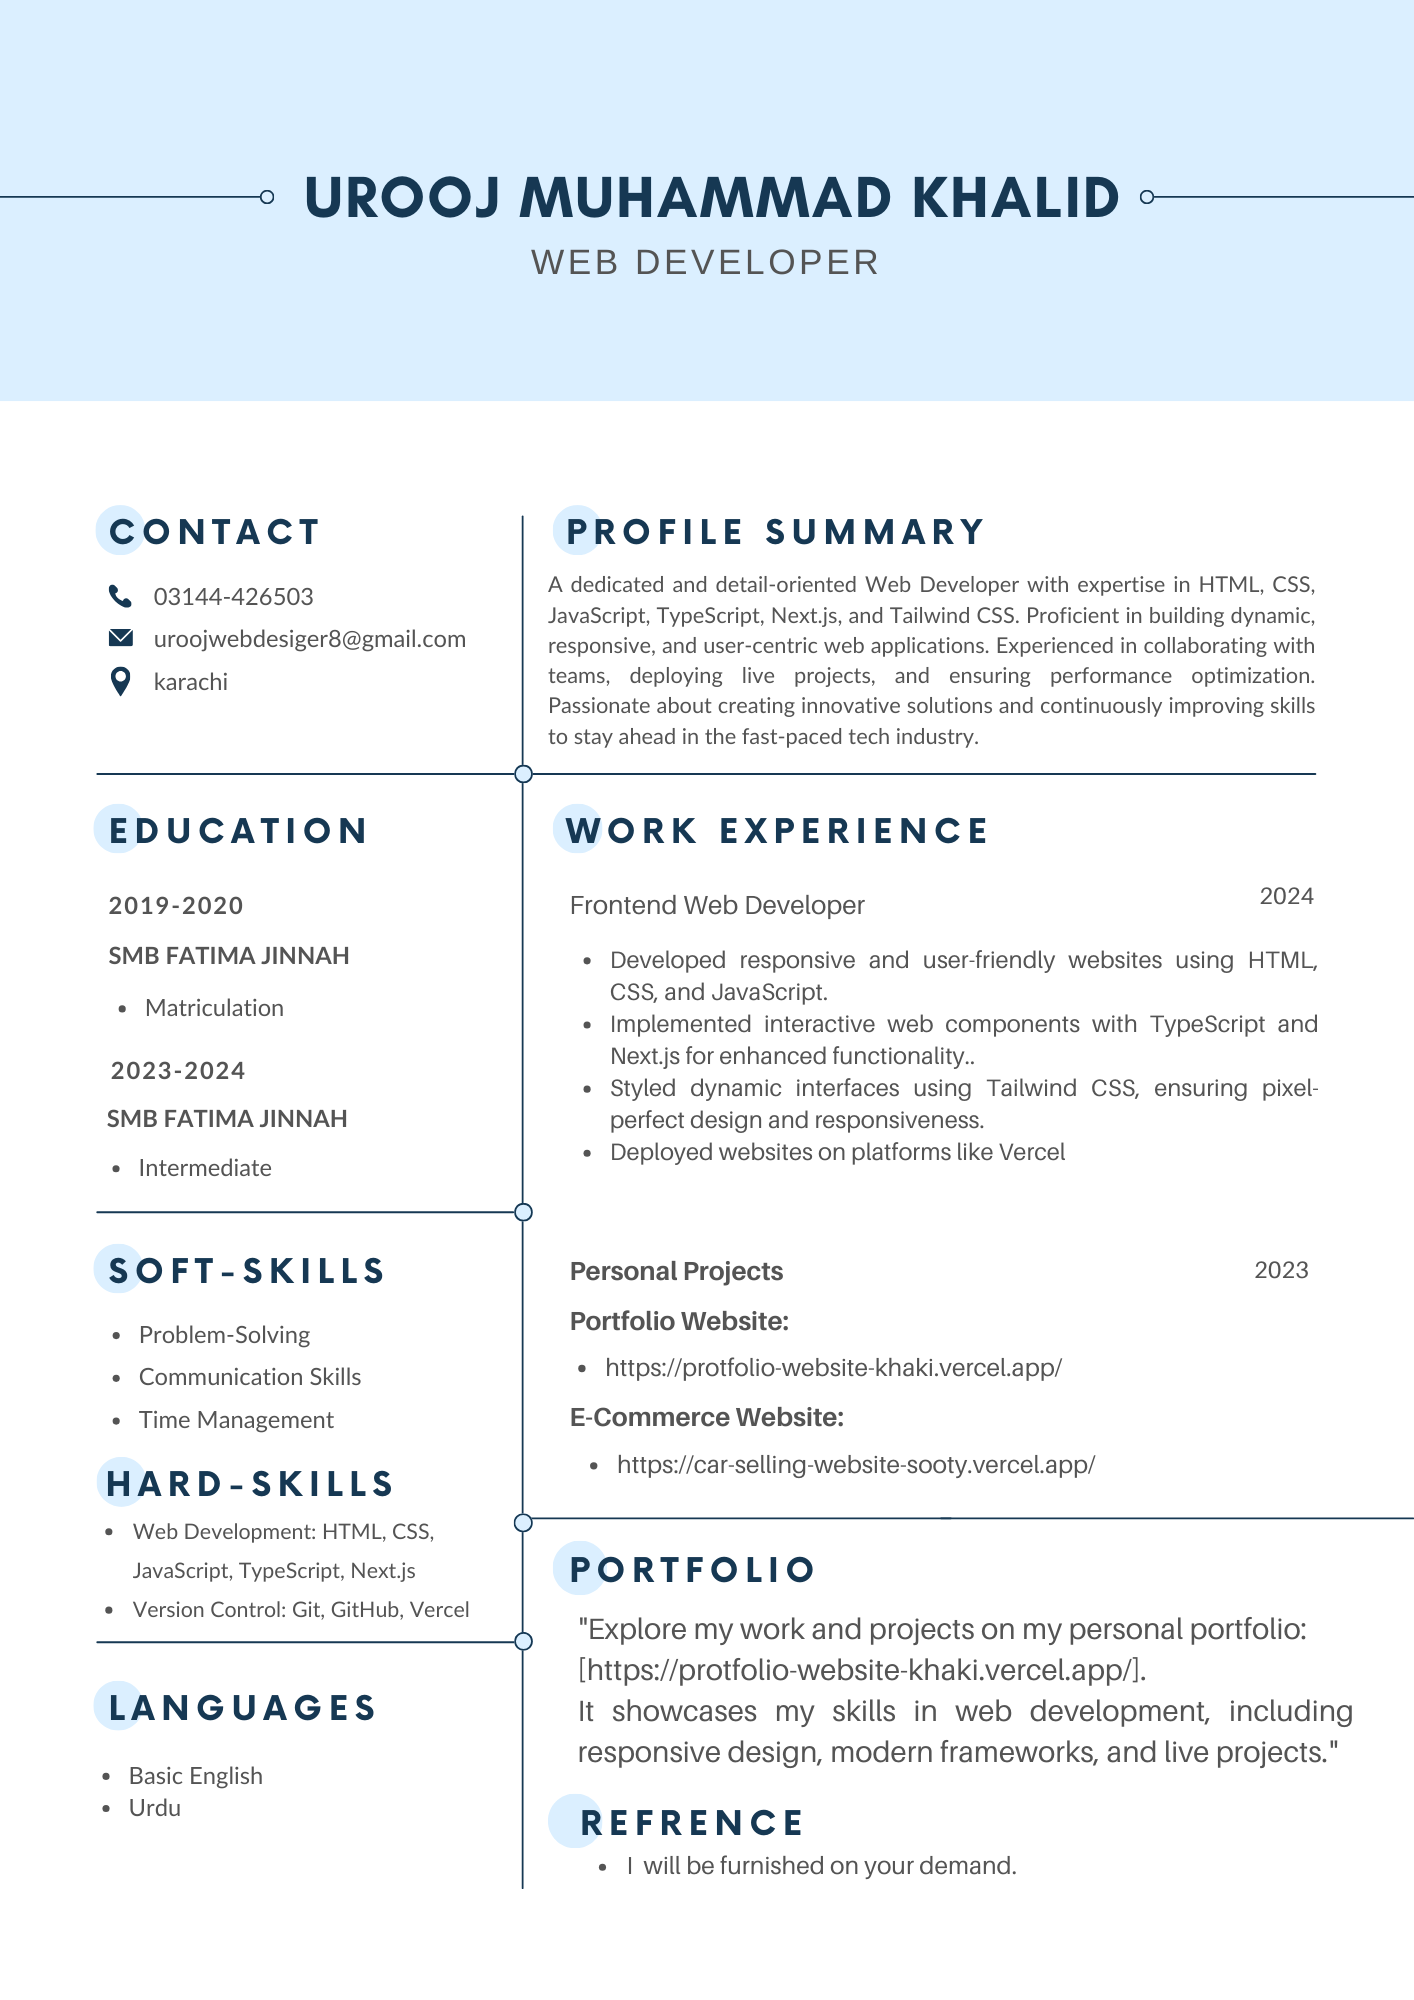 UROOJ MUHAMMAD KHALID
WEB DEVELOPER
CONTACT
03144-426503
uroojwebdesiger8@gmail.com
karachi
PROFILE SUMMARY
A dedicated and detail-oriented Web Developer with expertise in HTML, CSS,
JavaScript, TypeScript, Next.js, and Tailwind CSS. Proficient in building dynamic,
responsive, and user-centric web applications. Experienced in collaborating with
teams, deploying live projects, and ensuring performance optimization.
Passionate about creating innovative solutions and continuously improving skills
to stay ahead in the fast-paced tech industry.
EDUCATION
2019-2020
SMB FATIMA JINNAH
• Matriculation
2023-2024
SMB FATIMA JINNAH
• Intermediate
WORK EXPERIENCE
Frontend Web Developer 2024
• Developed responsive and user-friendly websites using HTML,
CSS, and JavaScript.
• Implemented interactive web components with TypeScript and
Next.js for enhanced functionality..
• Styled dynamic interfaces using Tailwind CSS, ensuring pixel-
perfect design and responsiveness.
• Deployed websites on platforms like Vercel
Personal Projects 2023
Portfolio Website:
• https://protfolio-website-khaki.vercel.app/
E-Commerce Website:
• https://car-selling-website-sooty.vercel.app/
SOFT-SKILLS
• Problem-Solving
• Communication Skills
• Time Management
HARD-SKILLS
• Web Development: HTML, CSS,
JavaScript, TypeScript, Next.js
• Version Control: Git, GitHub, Vercel
LANGUAGES
• Basic English
• Urdu
PORTFOLIO
"Explore my work and projects on my personal portfolio:
[https://protfolio-website-khaki.vercel.app/].
It showcases my skills in web development, including
responsive design, modern frameworks, and live projects."
REFRENCE
• I will be furnished on your demand.